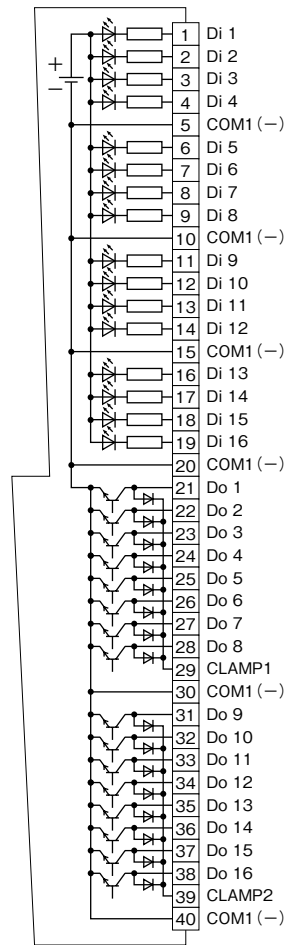 +
−
1 Di 1
2 Di 2
3 Di 3
4 Di 4
5 COM1(−)
6 Di 5
7 Di 6
8 Di 7
9 Di 8
10 COM1(−)
11 Di 9
12 Di 10
13 Di 11
14 Di 12
15 COM1(−)
16 Di 13
17 Di 14
18 Di 15
19 Di 16
20 COM1(−)
21 Do 1
22 Do 2
23 Do 3
24 Do 4
25 Do 5
26 Do 6
27 Do 7
28 Do 8
29 CLAMP1
30 COM1(−)
31 Do 9
32 Do 10
33 Do 11
34 Do 12
35 Do 13
36 Do 14
37 Do 15
38 Do 16
39 CLAMP2
40 COM1(−)